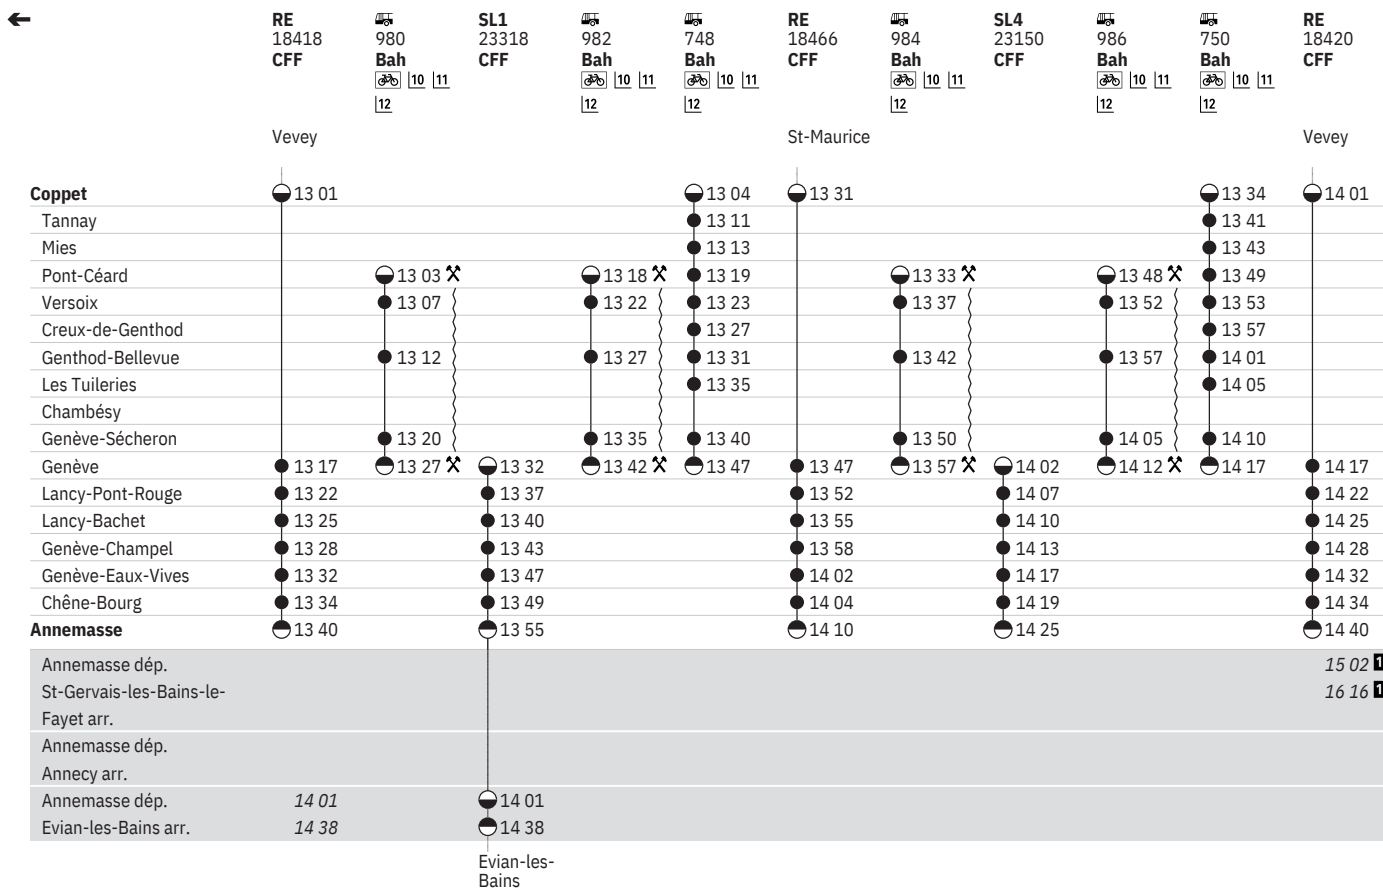 RE SL1 RE SL4 RE
18418 980 23318 982 748 18466 984 23150 986 750 18420
CFF Bah CFF Bah Bah CFF Bah CFF Bah Bah CFF
10 11 10 11 10 11 10 11 10 11 10 11
12 12 12 12 12 12
Vevey St-Maurice Vevey
Coppet 13 01 13 04 13 31 13 34 14 01
Tannay 13 11 13 41
Mies 13 13 13 43
Pont-Céard 13 03 13 18 13 19 13 33 13 48 13 49
Versoix 13 07 13 22 13 23 13 37 13 52 13 53
Creux-de-Genthod 13 27 13 57
Genthod-Bellevue 13 12 13 27 13 31 13 42 13 57 14 01
Les Tuileries 13 35 14 05
Chambésy
Genève-Sécheron 13 20 13 35 13 40 13 50 14 05 14 10
Genève 13 17 13 27 13 32 13 42 13 47 13 47 13 57 14 02 14 12 14 17 14 17
Lancy-Pont-Rouge 13 22 13 37 13 52 14 07 14 22
Lancy-Bachet 13 25 13 40 13 55 14 10 14 25
Genève-Champel 13 28 13 43 13 58 14 13 14 28
Genève-Eaux-Vives 13 32 13 47 14 02 14 17 14 32
Chêne-Bourg 13 34 13 49 14 04 14 19 14 34
Annemasse 13 40 13 55 14 10 14 25 14 40
Annemasse dép. 15 02
St-Gervais-les-Bains-le- 16 16
Fayet arr.
Annemasse dép.
Annecy arr.
Annemasse dép. 14 01 14 01
Evian-les-Bains arr. 14 38 14 38
Evian-les-
Bains